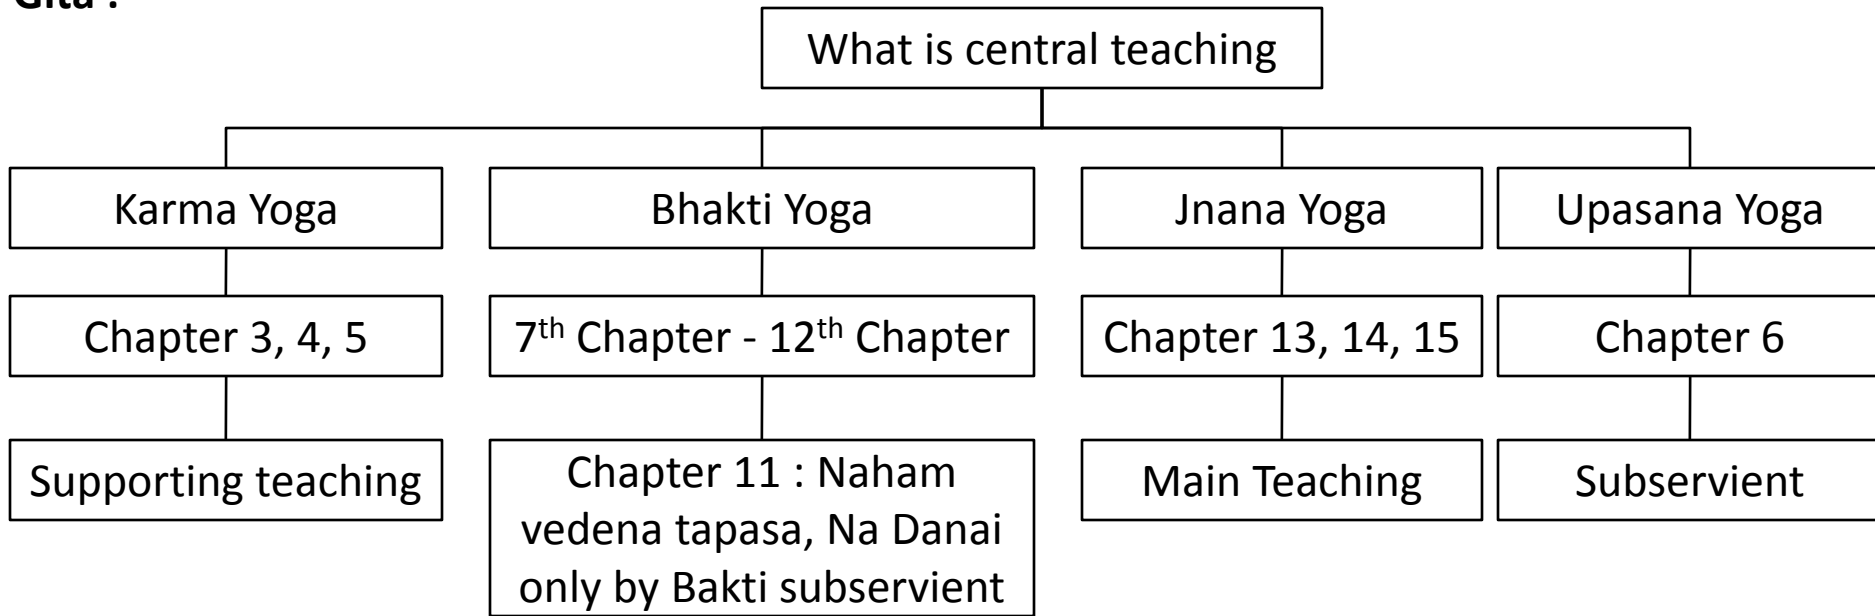 Gita :
What is central teaching
Karma Yoga
Bhakti Yoga
Jnana Yoga
Upasana Yoga
Chapter 3, 4, 5
7th Chapter - 12th Chapter
Chapter 13, 14, 15
Chapter 6
Supporting teaching
Chapter 11 : Naham
vedena tapasa, Na Danai
only by Bakti subservient
Main Teaching
Subservient